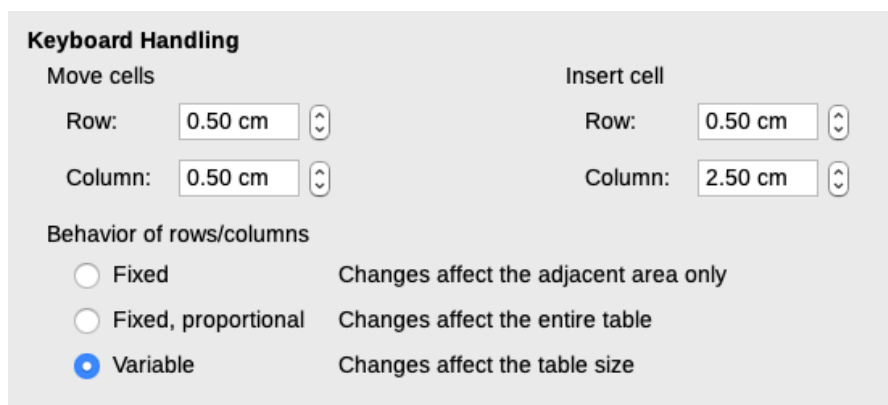 Keyboard Handling
Move cells Insert cell
Row: 0.50 cm Row: 0.50 cm
Column: 0.50 cm Column: 2.50 cm
Behavior of rows/columns
Fixed Changes affect the adjacent area only
Fixed, proportional Changes affect the entire table
Variable Changes affect the table size